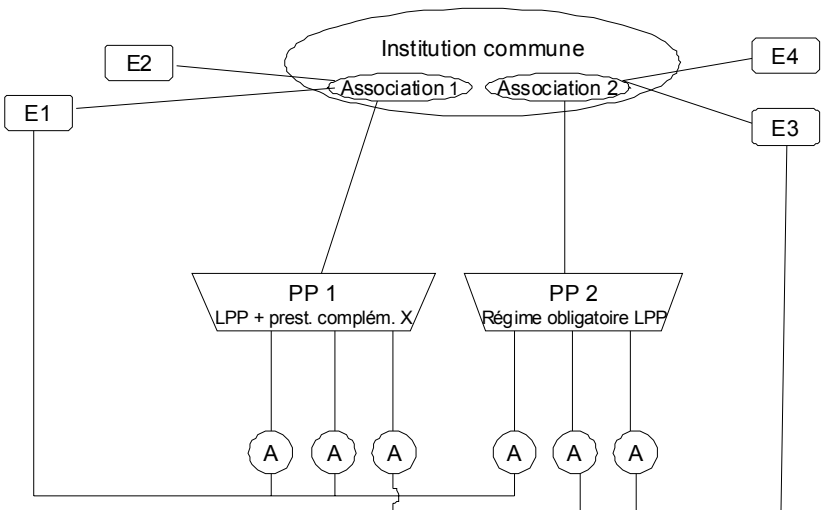 Institution commune
E2
E4
Association 1
Association 2
E1
E3
PP 1
LPP + prest. complém. X
PP 2
Régime obligatoire LPP
A
A
A
A
A
A